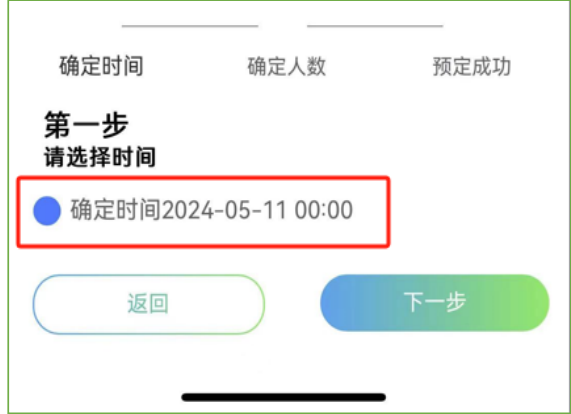 确定时间 确定人数 预定成功
第一步
请选择时间
确定时间2024-05-11 00:00
返回 下一步